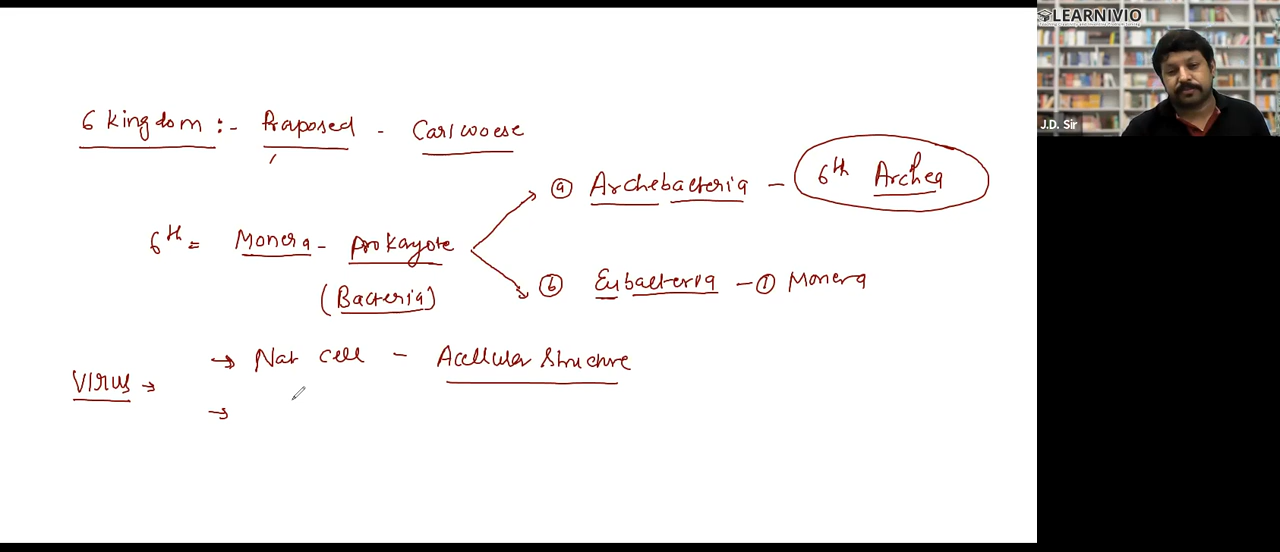 LEARNIVIO
J.D. Sir
6 kingdom :- Praposed - Carl woese
(a) Archebacteria - 6th Archea
6th = Monera - Prokayote
(Bacteria)
(b) Eubacteria - (1) Monera
→ Not cell - Acellular structure
Virus →
→